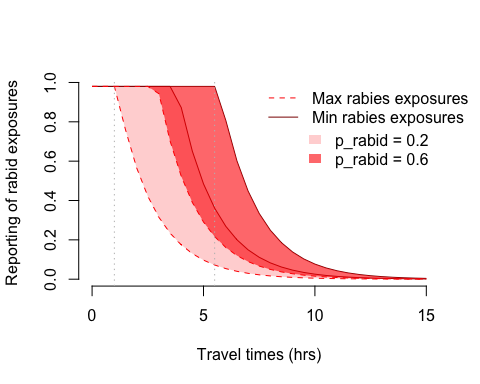 Reporting of rabid exposures
1.0
0.8
0.6
0.4
0.2
0.0
Max rabies exposures
Min rabies exposures
p_rabid = 0.2
p_rabid = 0.6
0 5 10 15
Travel times (hrs)